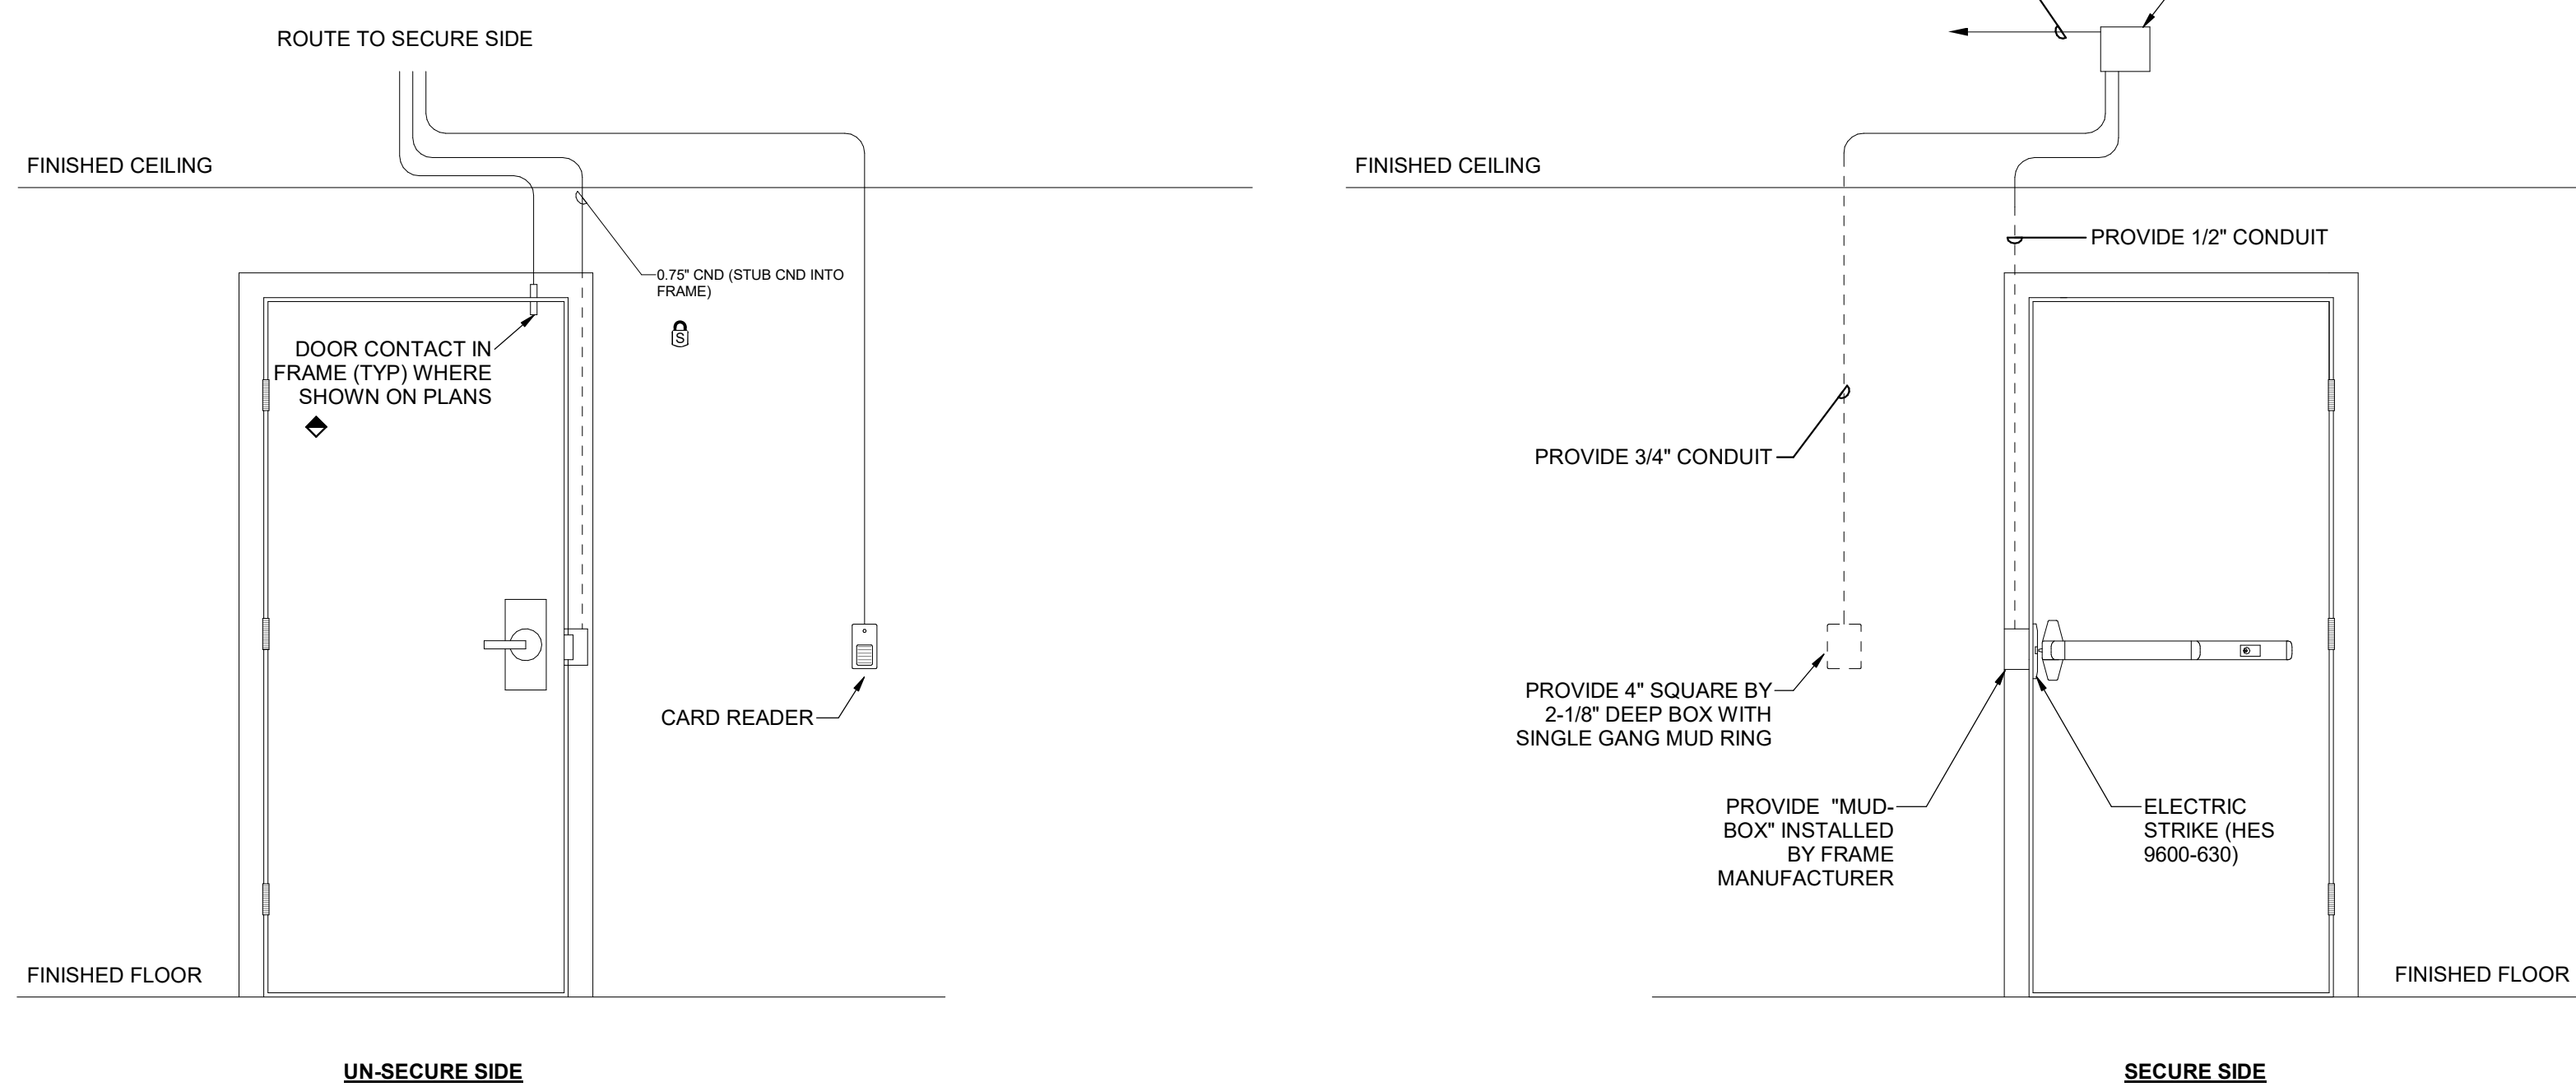 ROUTE TO SECURE SIDE
FINISHED CEILING
0.75" CND (STUB CND INTO
FRAME)
S
DOOR CONTACT IN
FRAME (TYP) WHERE
SHOWN ON PLANS
CARD READER
FINISHED FLOOR
UN-SECURE SIDE
FINISHED CEILING
PROVIDE 1/2" CONDUIT
PROVIDE 3/4" CONDUIT
PROVIDE 4" SQUARE BY
2-1/8" DEEP BOX WITH
SINGLE GANG MUD RING
PROVIDE "MUD-
BOX" INSTALLED
BY FRAME
MANUFACTURER
ELECTRIC
STRIKE (HES
9600-630)
FINISHED FLOOR
SECURE SIDE